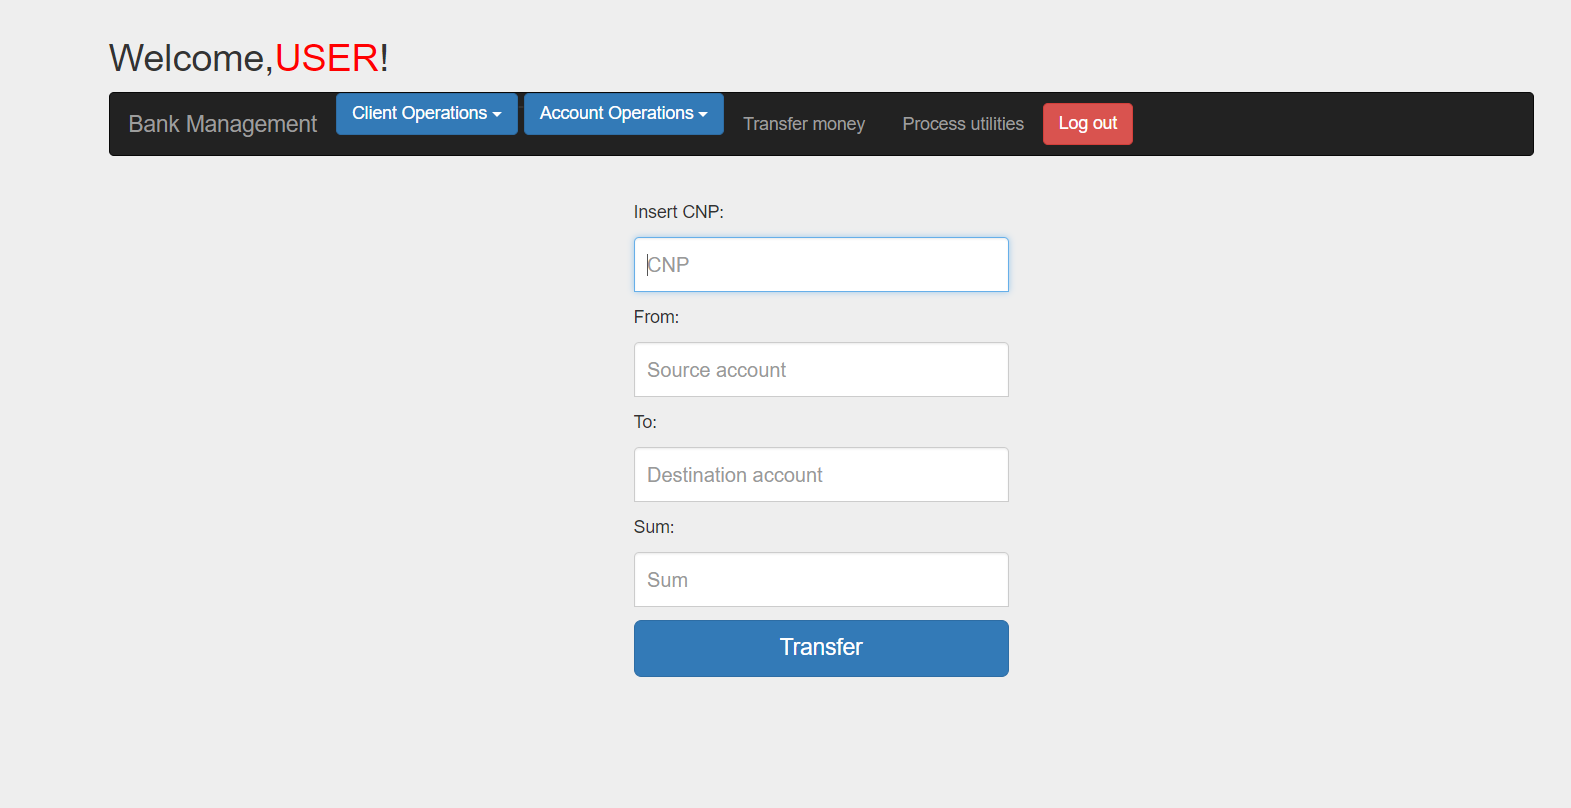 Welcome,USER!
Bank Management Client Operations Account Operations Transfer money Process utilities Log out
Insert CNP:
CNP
From:
Source account
To:
Destination account
Sum:
Sum
Transfer